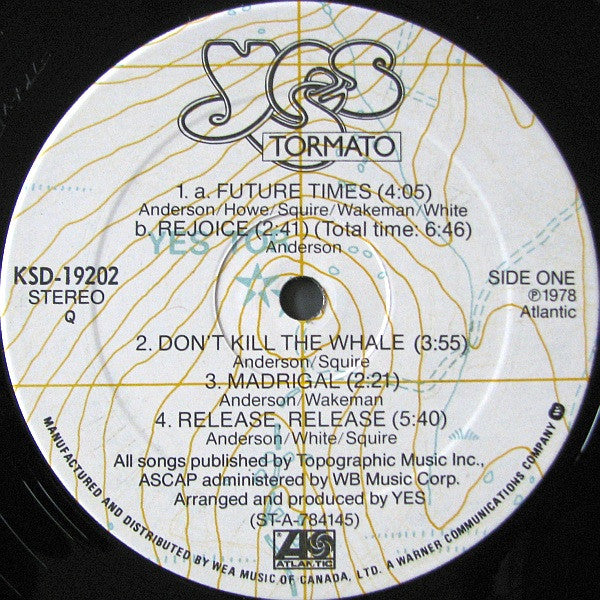 YES
TORMATO
1. a. FUTURE TIMES (4:05)
Anderson/Howe/Squire/Wakeman/White
b. REJOICE (2:41) (Total time: 6:46)
Anderson
YES TOR
KSD-19202
STEREO
Q
SIDE ONE
℗1978
Atlantic
2. DON'T KILL THE WHALE (3:55)
Anderson/Squire
3. MADRIGAL (2:21)
Anderson/Wakeman
4. RELEASE, RELEASE (5:40)
Anderson/White/Squire
All songs published by Topographic Music Inc.,
ASCAP administered by WB Music Corp.
Arranged and produced by YES
(ST-A-784145)
ATLANTIC
MANUFACTURED AND DISTRIBUTED BY WEA MUSIC OF CANADA, LTD. A WARNER COMMUNICATIONS COMPANY